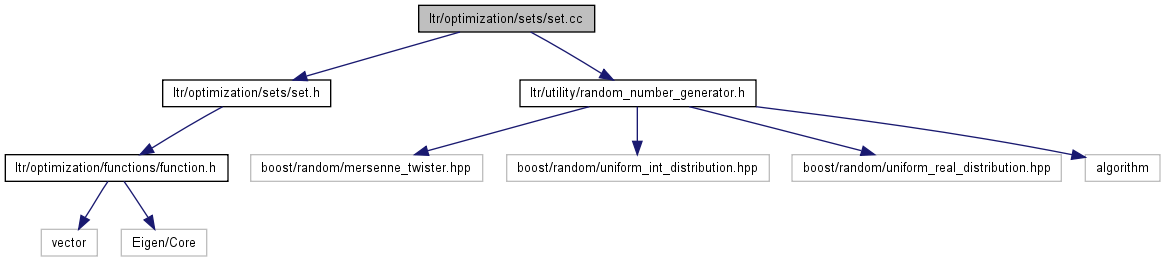 ltr/optimization/sets/set.cc
ltr/optimization/sets/set.h
ltr/utility/random_number_generator.h
ltr/optimization/functions/function.h
boost/random/mersenne_twister.hpp
boost/random/uniform_int_distribution.hpp
boost/random/uniform_real_distribution.hpp
algorithm
vector
Eigen/Core